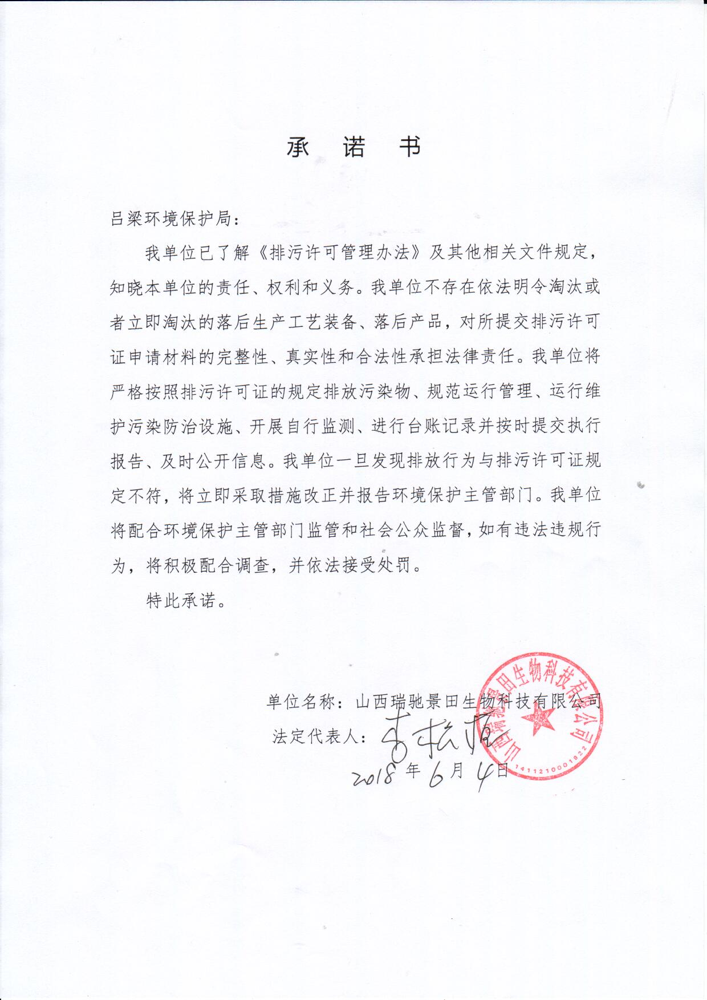 承诺书
吕梁环境保护局：
我单位已了解《排污许可管理办法》及其他相关文件规定，
知晓本单位的责任、权利和义务。我单位不存在依法明令淘汰或
者立即淘汰的落后生产工艺装备、落后产品，对所提交排污许可
证申请材料的完整性、真实性和合法性承担法律责任。我单位将
严格按照排污许可证的规定排放污染物、规范运行管理、运行维
护污染防治设施、开展自行监测、进行台账记录并按时提交执行
报告、及时公开信息。我单位一旦发现排放行为与排污许可证规
定不符，将立即采取措施改正并报告环境保护主管部门。我单位
将配合环境保护主管部门监管和社会公众监督，如有违法违规行
为，将积极配合调查，并依法接受处罚。
特此承诺。
单位名称：山西瑞驰景田生物科技有限公司
法定代表人：李松
2018年6月4日
山西瑞驰景田生物科技有限公司
1411210001922